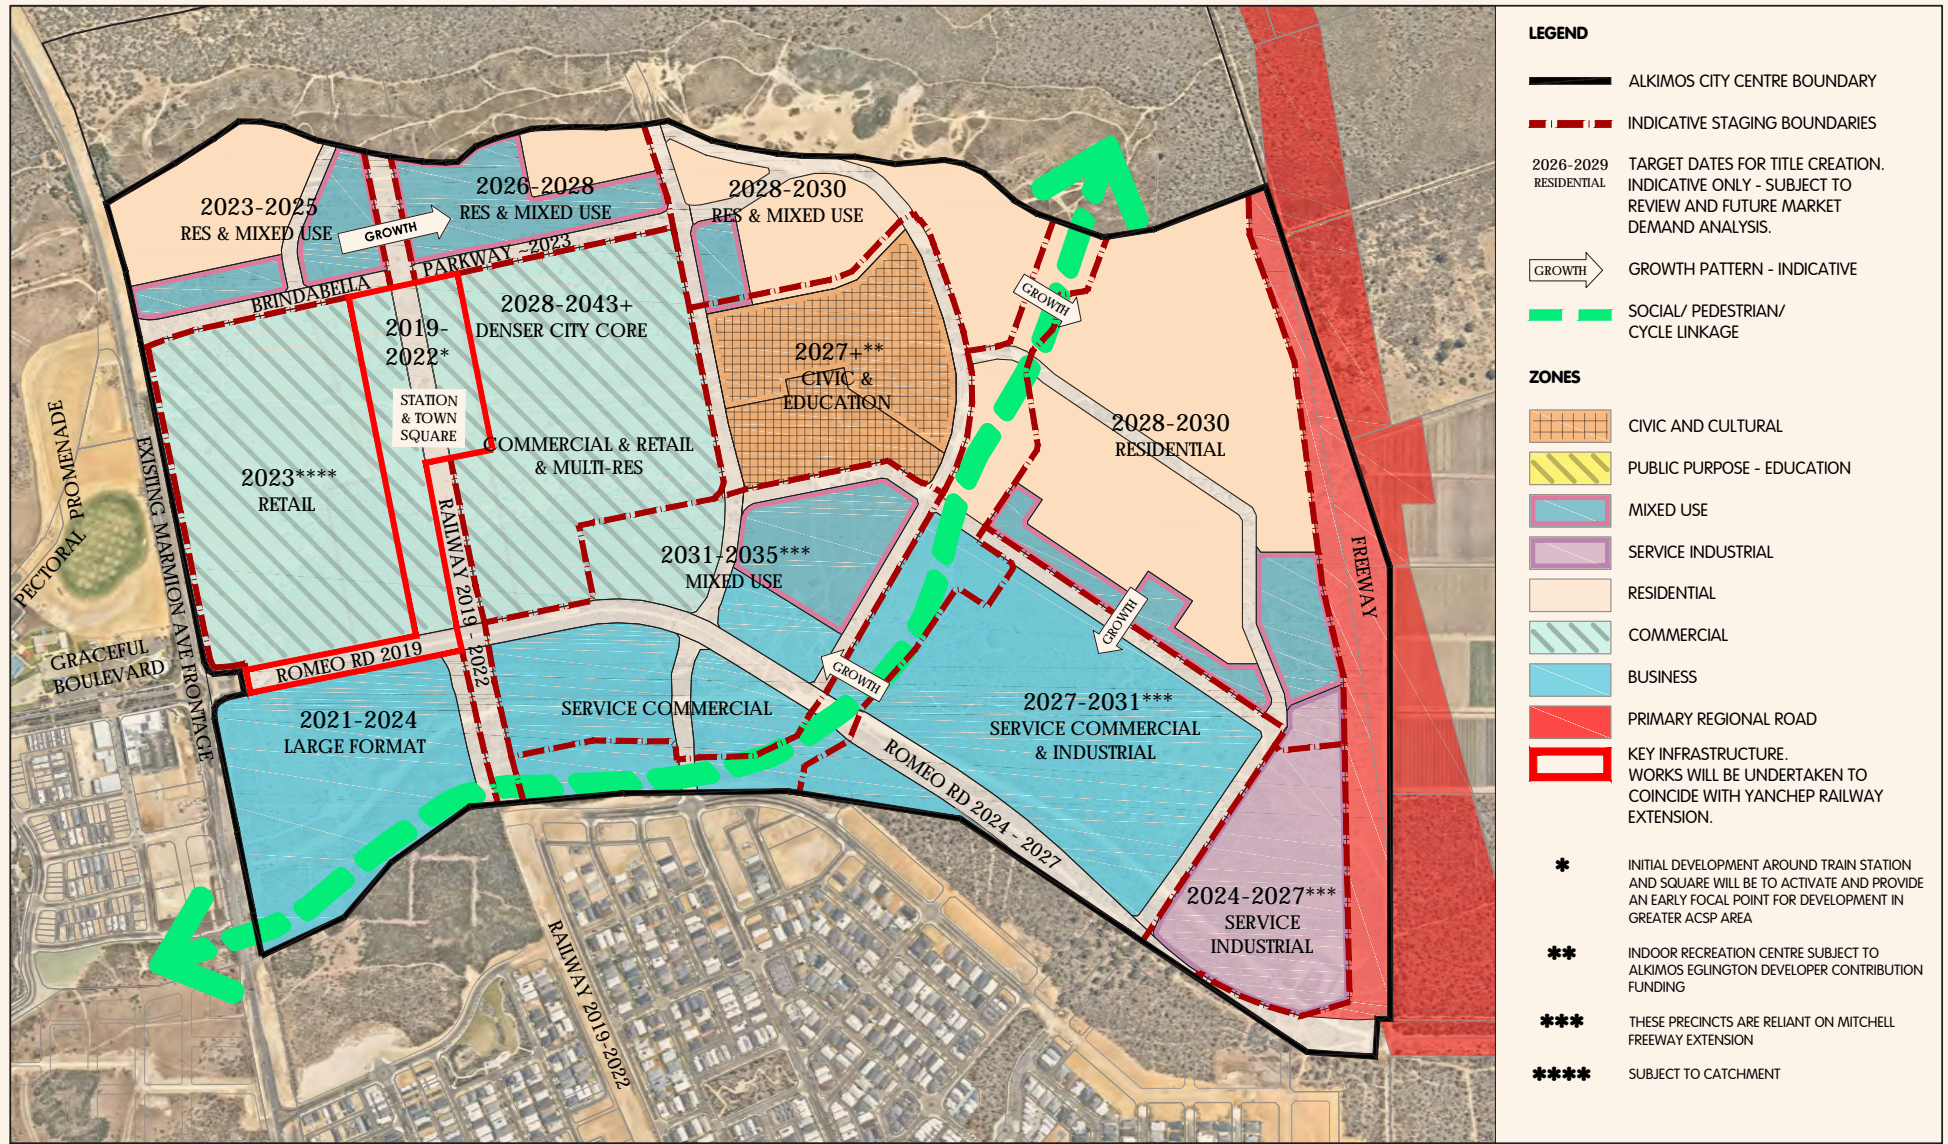 2023-2025
RES & MIXED USE
GROWTH
2026-2028
RES & MIXED USE
2028-2030
RES & MIXED USE
BRINDABELLA
PARKWAY ~2023
2019-
2022*
STATION
& TOWN
SQUARE
2028-2043+
DENSER CITY CORE
COMMERCIAL & RETAIL
& MULTI-RES
2027+**
CIVIC &
EDUCATION
GROWTH
2028-2030
RESIDENTIAL
2023****
RETAIL
PECTORAL PROMENADE
EXISTING MARMION AVE FRONTAGE
GRACEFUL
BOULEVARD
RAILWAY 2019 - 2022
2031-2035***
MIXED USE
FREEWAY
GROWTH
ROMEO RD 2019
GROWTH
2021-2024
LARGE FORMAT
SERVICE COMMERCIAL
2027-2031***
SERVICE COMMERCIAL
& INDUSTRIAL
ROMEO RD 2024 - 2027
2024-2027***
SERVICE
INDUSTRIAL
RAILWAY 2019-2022
LEGEND
ALKIMOS CITY CENTRE BOUNDARY
INDICATIVE STAGING BOUNDARIES
2026-2029
RESIDENTIAL
TARGET DATES FOR TITLE CREATION.
INDICATIVE ONLY - SUBJECT TO
REVIEW AND FUTURE MARKET
DEMAND ANALYSIS.
GROWTH
GROWTH PATTERN - INDICATIVE
SOCIAL/ PEDESTRIAN/
CYCLE LINKAGE
ZONES
CIVIC AND CULTURAL
PUBLIC PURPOSE - EDUCATION
MIXED USE
SERVICE INDUSTRIAL
RESIDENTIAL
COMMERCIAL
BUSINESS
PRIMARY REGIONAL ROAD
KEY INFRASTRUCTURE.
WORKS WILL BE UNDERTAKEN TO
COINCIDE WITH YANCHEP RAILWAY
EXTENSION.
* INITIAL DEVELOPMENT AROUND TRAIN STATION
AND SQUARE WILL BE TO ACTIVATE AND PROVIDE
AN EARLY FOCAL POINT FOR DEVELOPMENT IN
GREATER ACSP AREA
** INDOOR RECREATION CENTRE SUBJECT TO
ALKIMOS EGLINGTON DEVELOPER CONTRIBUTION
FUNDING
*** THESE PRECINCTS ARE RELIANT ON MITCHELL
FREEWAY EXTENSION
**** SUBJECT TO CATCHMENT